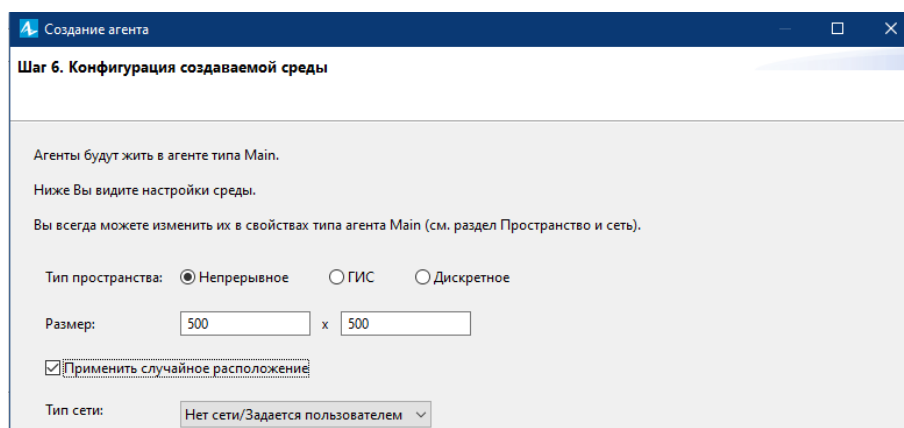 Создание агента
Шаг 6. Конфигурация создаваемой среды
Агенты будут жить в агенте типа Main.
Ниже Вы видите настройки среды.
Вы всегда можете изменить их в свойствах типа агента Main (см. раздел Пространство и сеть).
Тип пространства: Непрерывное ГИС Дискретное
Размер: 500 x 500
Применить случайное расположение
Тип сети: Нет сети/Задается пользователем